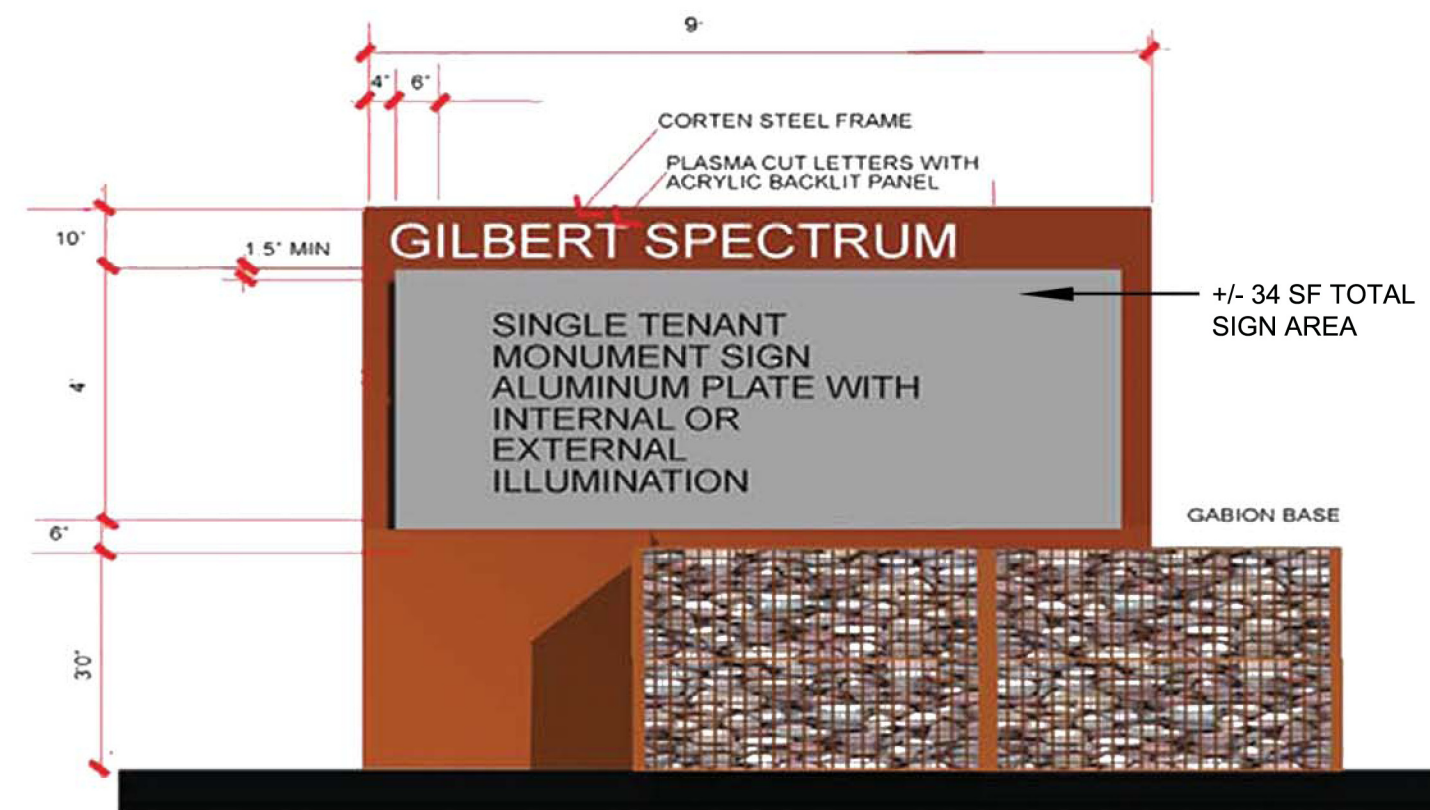 9'
4" 6"
CORTEN STEEL FRAME
PLASMA CUT LETTERS WITH
ACRYLIC BACKLIT PANEL
10"
1.5" MIN
GILBERT SPECTRUM
+/- 34 SF TOTAL
SIGN AREA
SINGLE TENANT
MONUMENT SIGN
ALUMINUM PLATE WITH
INTERNAL OR
EXTERNAL
ILLUMINATION
4'
6"
GABION BASE
3'0"